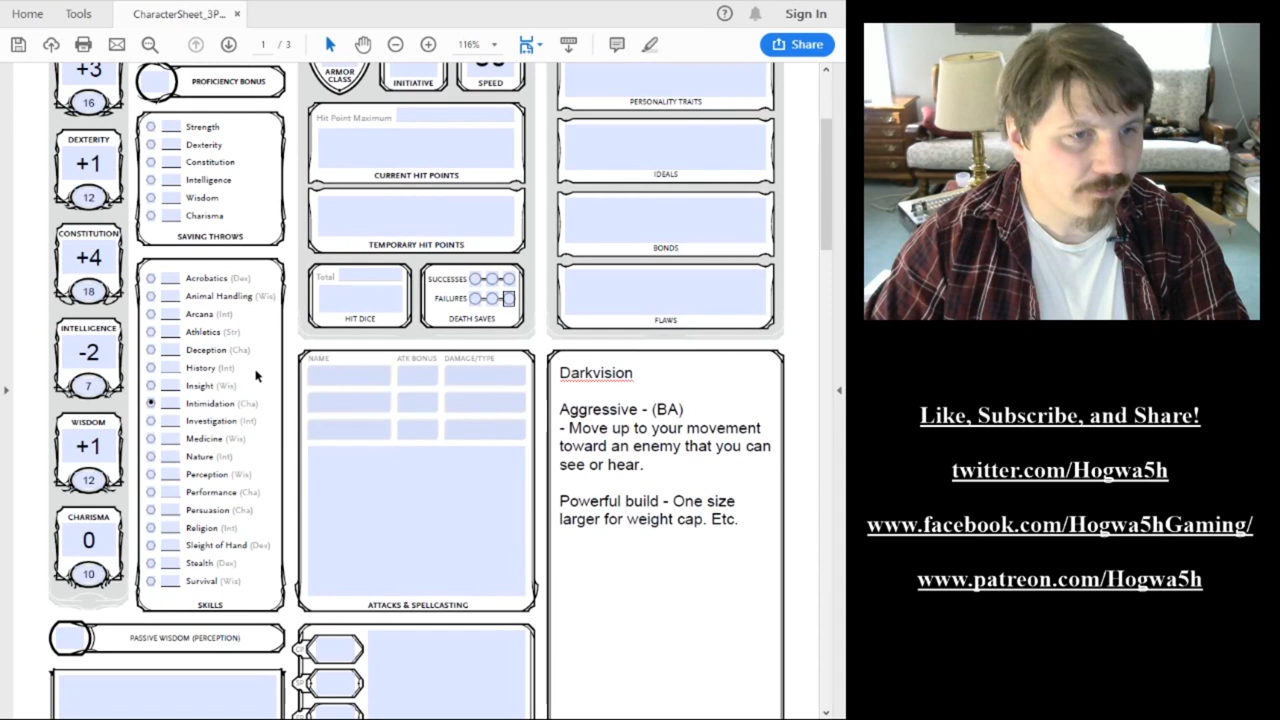 Home Tools CharacterSheet_3P... × Sign In
1 / 3 116% Share
+3
16
PROFICIENCY BONUS
ARMOR
CLASS
INITIATIVE
SPEED
PERSONALITY TRAITS
DEXTERITY
+1
12
CONSTITUTION
+4
18
INTELLIGENCE
-2
7
WISDOM
+1
12
CHARISMA
0
10
Strength
Dexterity
Constitution
Intelligence
Wisdom
Charisma
SAVING THROWS
Acrobatics (Dex)
Animal Handling (Wis)
Arcana (Int)
Athletics (Str)
Deception (Cha)
History (Int)
Insight (Wis)
Intimidation (Cha)
Investigation (Int)
Medicine (Wis)
Nature (Int)
Perception (Wis)
Performance (Cha)
Persuasion (Cha)
Religion (Int)
Sleight of Hand (Dex)
Stealth (Dex)
Survival (Wis)
SKILLS
PASSIVE WISDOM (PERCEPTION)
Hit Point Maximum
CURRENT HIT POINTS
TEMPORARY HIT POINTS
Total
HIT DICE
SUCCESSES
FAILURES
DEATH SAVES
NAME ATK BONUS DAMAGE/TYPE
ATTACKS & SPELLCASTING
CP
SP
IDEALS
BONDS
FLAWS
Darkvision
Aggressive - (BA)
- Move up to your movement
toward an enemy that you can
see or hear.
Powerful build - One size
larger for weight cap. Etc.
Like, Subscribe, and Share!
twitter.com/Hogwa5h
www.facebook.com/Hogwa5hGaming/
www.patreon.com/Hogwa5h